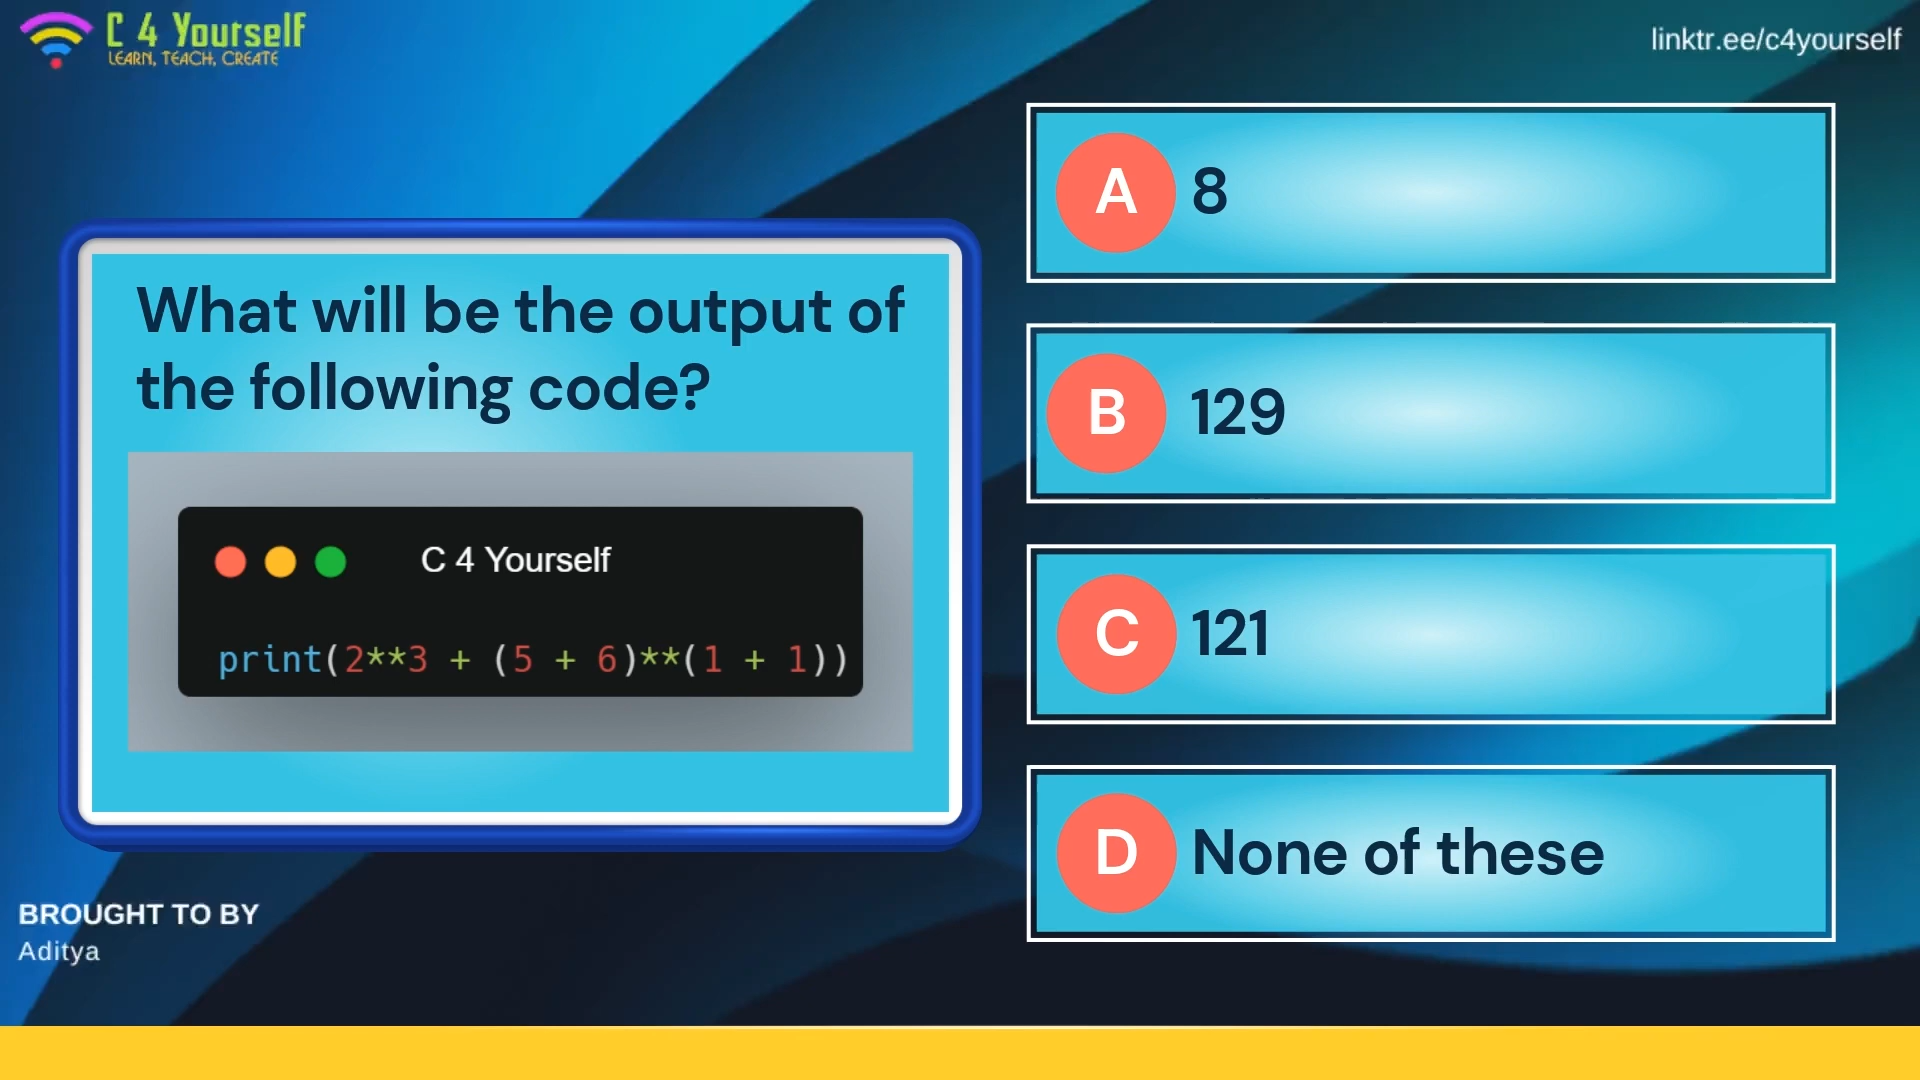 C 4 Yourself
LEARN, TEACH, CREATE
linktr.ee/c4yourself
What will be the output of
the following code?
C 4 Yourself
print(2**3 + (5 + 6)**(1 + 1))
A 8
B 129
C 121
D None of these
BROUGHT TO BY
Aditya